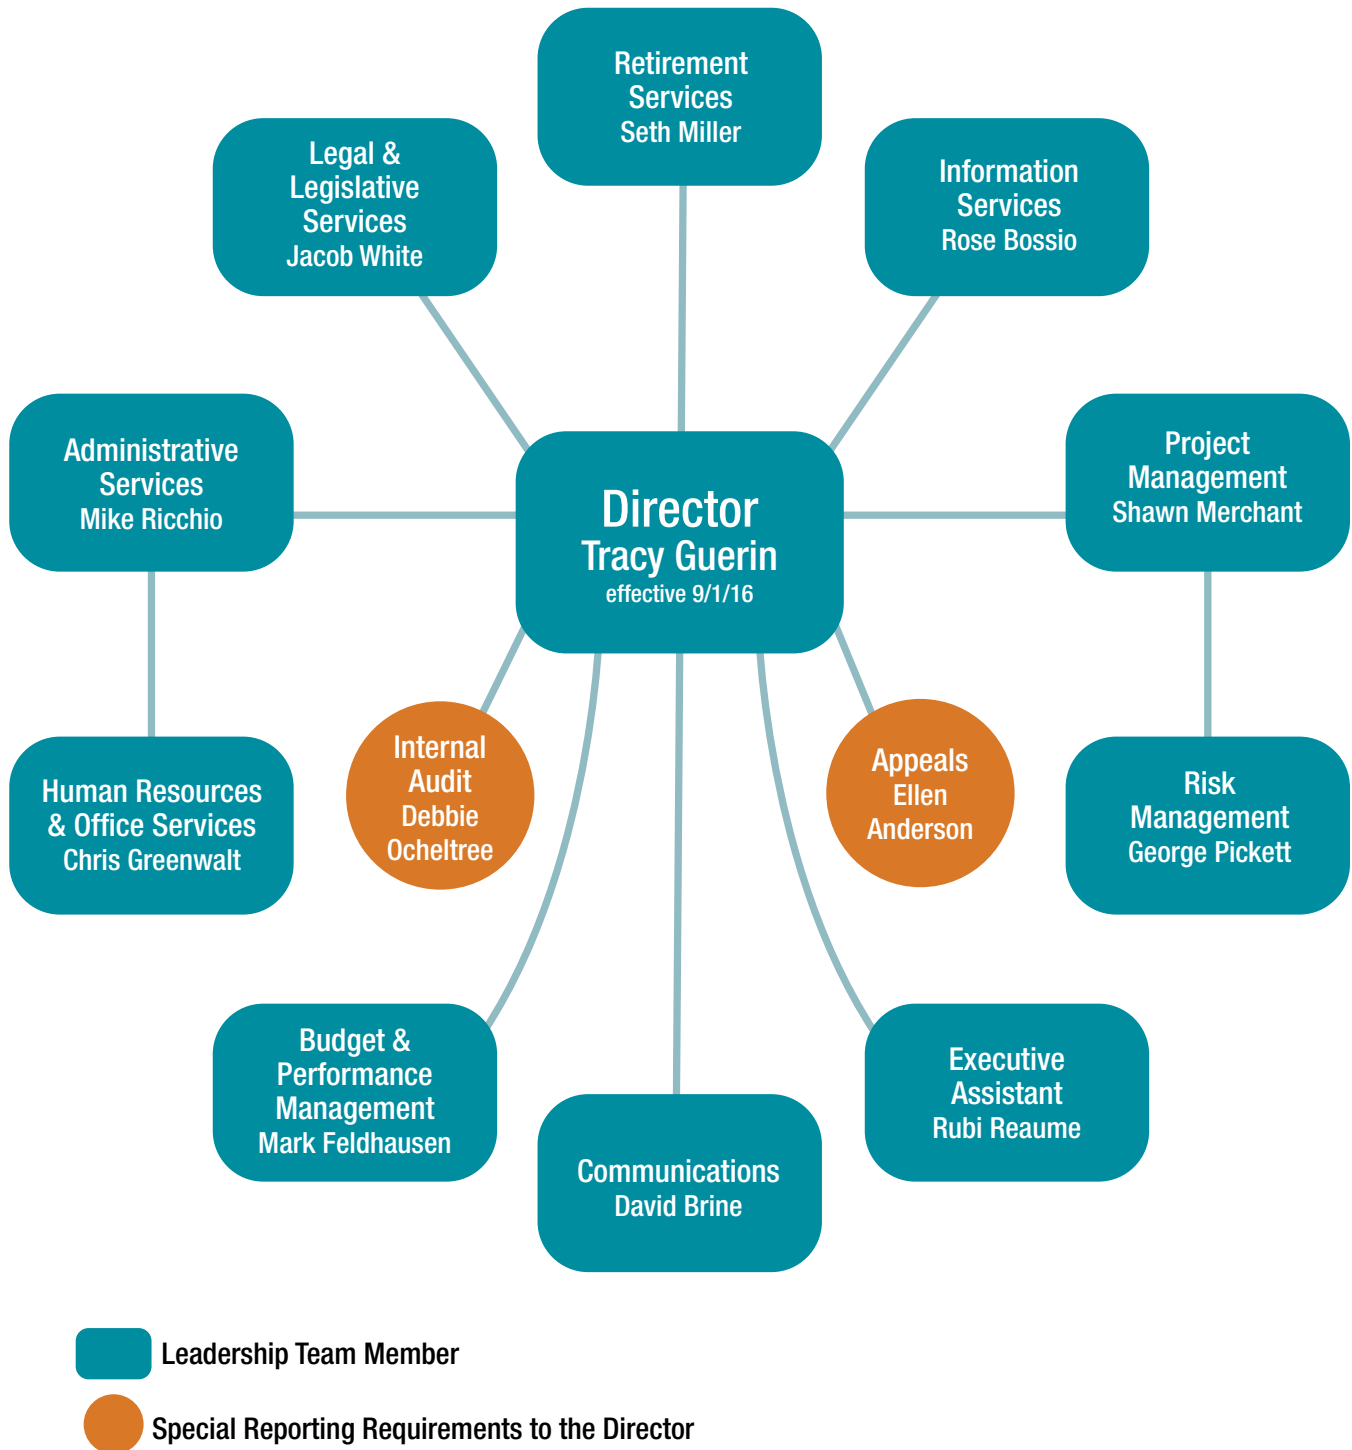 Retirement
Services
Seth Miller
Legal &
Legislative
Services
Jacob White
Information
Services
Rose Bossio
Administrative
Services
Mike Ricchio
Director
Tracy Guerin
effective 9/1/16
Project
Management
Shawn Merchant
Human Resources
& Office Services
Chris Greenwalt
Internal
Audit
Debbie
Ocheltree
Appeals
Ellen
Anderson
Risk
Management
George Pickett
Budget &
Performance
Management
Mark Feldhausen
Communications
David Brine
Executive
Assistant
Rubi Reaume
Leadership Team Member
Special Reporting Requirements to the Director